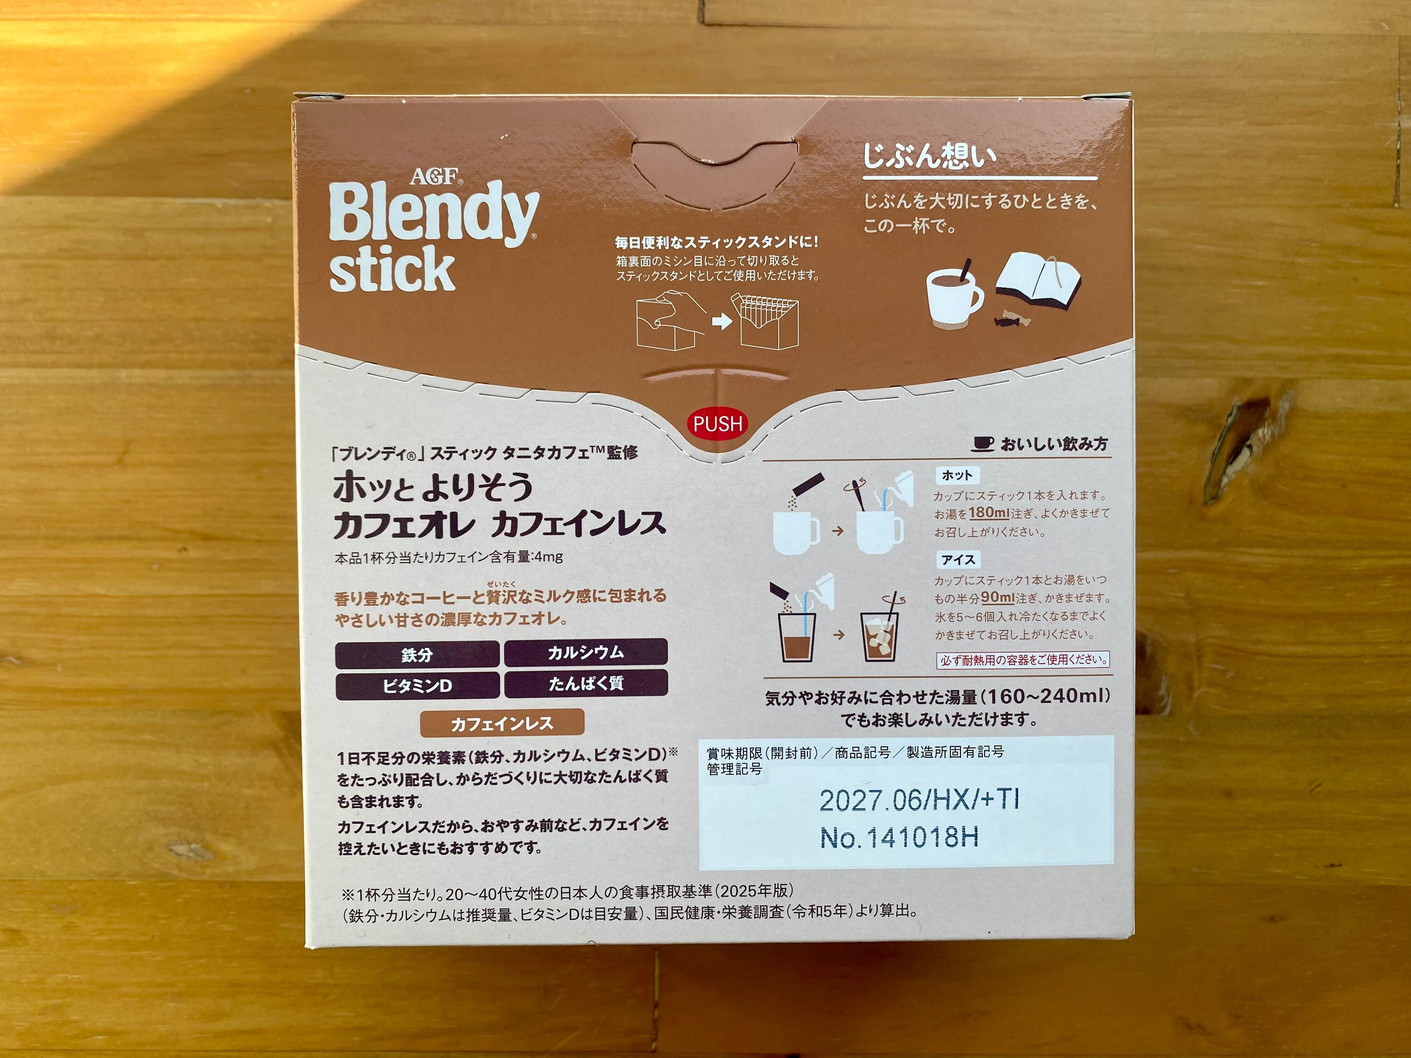 AGF®
Blendy®
stick
毎日便利なスティックスタンドに!
箱裏面のミシン目に沿って切り取ると
スティックスタンドとしてご使用いただけます。
じぶん想い
じぶんを大切にするひとときを、
この一杯で。
PUSH
「ブレンディ®」スティック タニタカフェ™監修
ホッと よりそう
カフェオレ カフェインレス
本品1杯分当たりカフェイン含有量:4mg
ぜいたく
香り豊かなコーヒーと贅沢なミルク感に包まれる
やさしい甘さの濃厚なカフェオレ。
鉄分
カルシウム
ビタミンD
たんぱく質
カフェインレス
1日不足分の栄養素(鉄分、カルシウム、ビタミンD)※
をたっぷり配合し、からだづくりに大切なたんぱく質
も含まれます。
カフェインレスだから、おやすみ前など、カフェインを
控えたいときにもおすすめです。
おいしい飲み方
ホット
カップにスティック1本を入れます。
お湯を180ml注ぎ、よくかきまぜて
お召し上がりください。
アイス
カップにスティック1本とお湯をいつ
もの半分90ml注ぎ、かきまぜます。
氷を5〜6個入れ冷たくなるまでよく
かきまぜてお召し上がりください。
必ず耐熱用の容器をご使用ください。
気分やお好みに合わせた湯量(160〜240ml)
でもお楽しみいただけます。
賞味期限(開封前)/商品記号/製造所固有記号
管理記号
2027.06/HX/+TI
No.141018H
※1杯分当たり。20〜40代女性の日本人の食事摂取基準(2025年版)
(鉄分・カルシウムは推奨量、ビタミンDは目安量)、国民健康・栄養調査(令和5年)より算出。